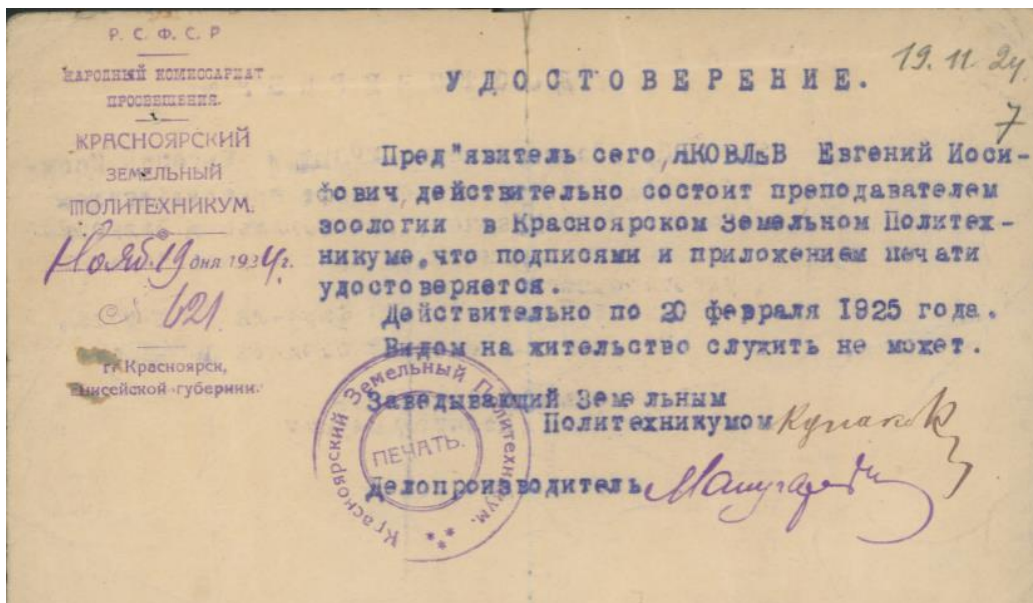 Р. С. Ф. С. Р
НАРОДНЫЙ КОМИССАРИАТ
ПРОСВЕЩЕНИЯ.
КРАСНОЯРСКИЙ
ЗЕМЕЛЬНЫЙ
ПОЛИТЕХНИКУМ.
Нояб. 19 дня 1924г.
№ 621
г. Красноярск,
Енисейской губернии.
19. 11. 24
7
УДОСТОВЕРЕНИЕ.
Пред"явитель сего, ЯКОВЛЕВ Евгений Иоси-
фович, действительно состоит преподавателем
зоологии в Красноярском Земельном Политех-
никуме, что подписями и приложением печати
удостоверяется.
Действительно по 20 февраля 1925 года.
Видом на жительство служить не может.
Заведывающий Земельным
Политехникумом
Делопроизводитель
Красноярский Земельный Политехникум.
ПЕЧАТЬ.